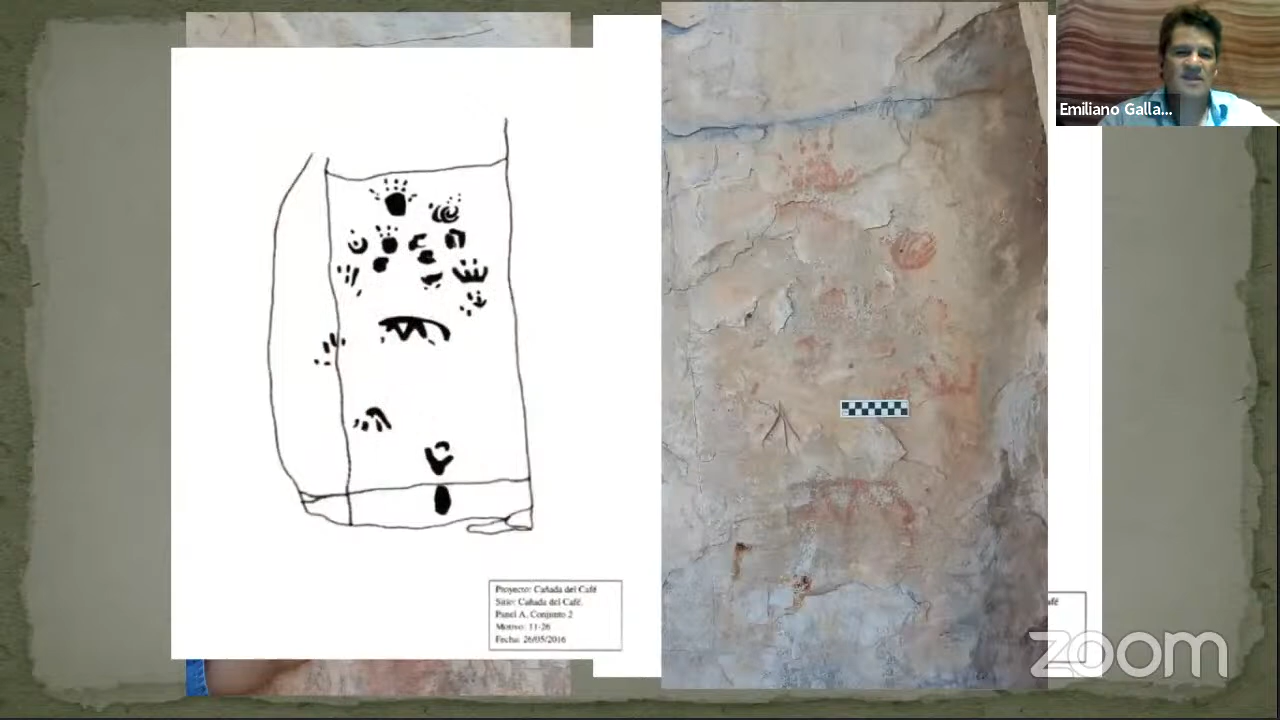 Emiliano Galla...
Proyecto: Cañada del Café
Sitio: Cañada del Café.
Panel A, Conjunto 2
Motivo: 11-26
Fecha: 26/05/2016
afé
zoom